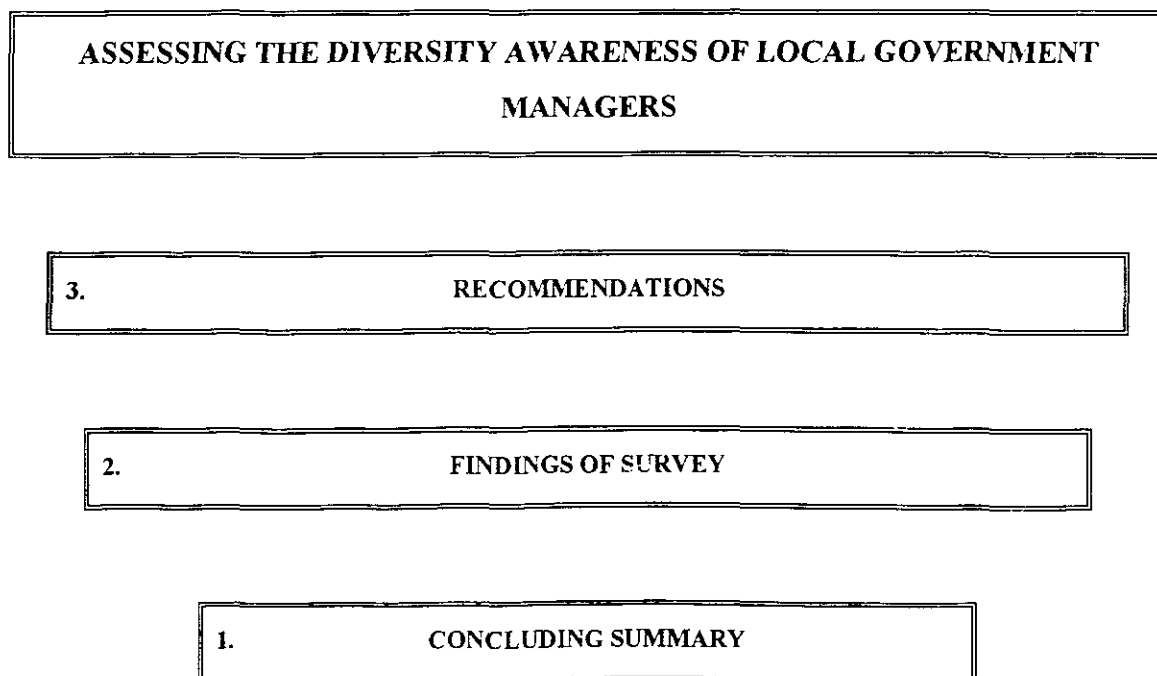 ASSESSING THE DIVERSITY AWARENESS OF LOCAL GOVERNMENT
MANAGERS
3. RECOMMENDATIONS
2. FINDINGS OF SURVEY
1. CONCLUDING SUMMARY